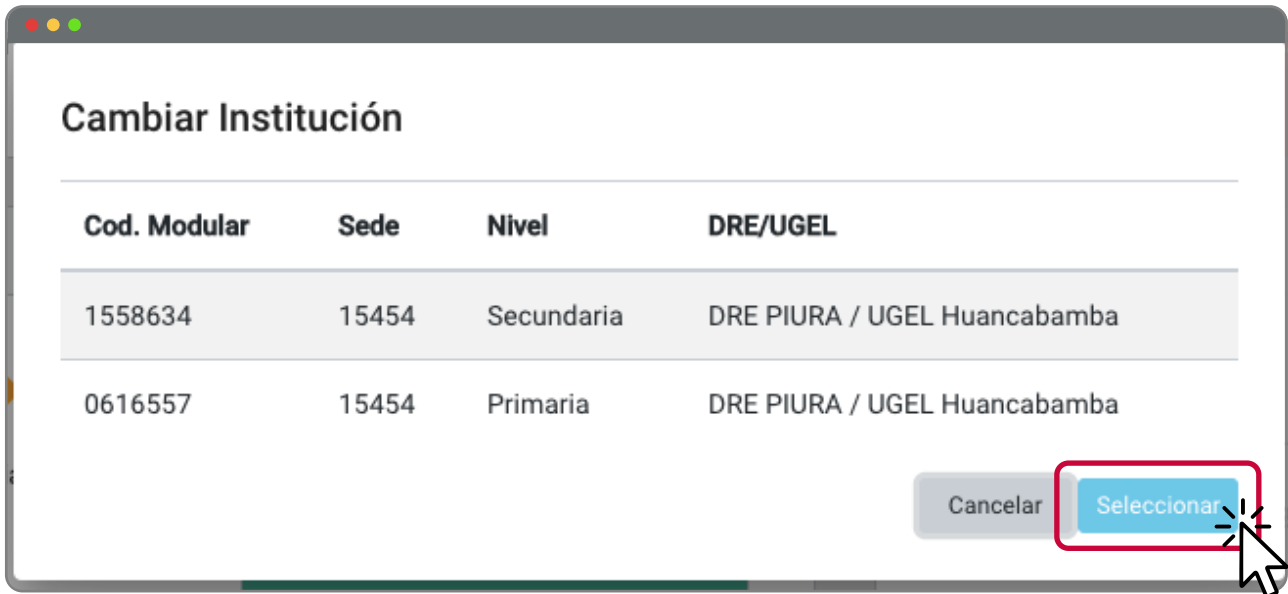 Cambiar Institución
Cod. Modular Sede Nivel DRE/UGEL
1558634 15454 Secundaria DRE PIURA / UGEL Huancabamba
0616557 15454 Primaria DRE PIURA / UGEL Huancabamba
Cancelar Seleccionar